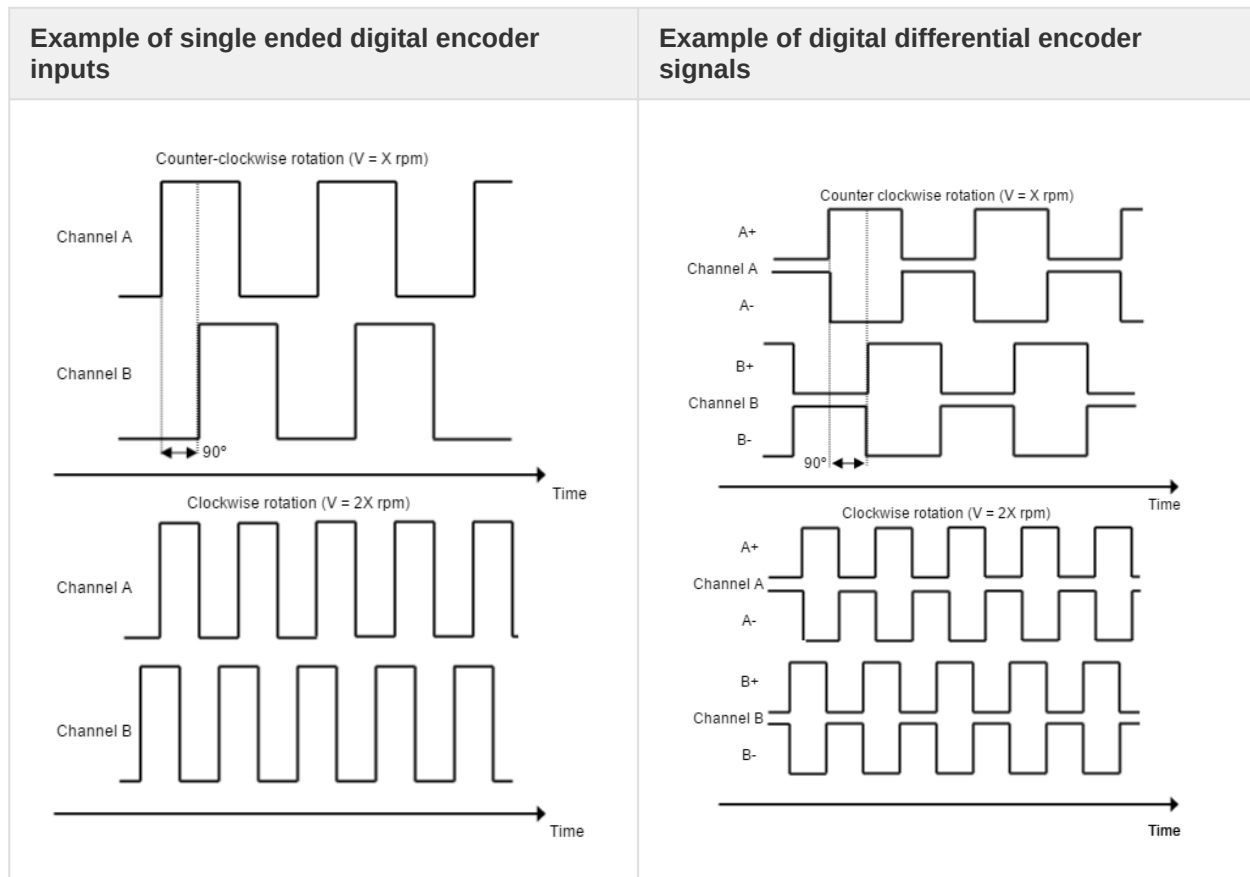 Example of single ended digital encoder
inputs
Example of digital differential encoder
signals
Counter-clockwise rotation (V = X rpm)
Channel A
Channel B
90º
Time
Clockwise rotation (V = 2X rpm)
Channel A
Channel B
Time
Counter clockwise rotation (V = X rpm)
A+
Channel A
A-
B+
Channel B
B-
90º
Time
Clockwise rotation (V = 2X rpm)
A+
Channel A
A-
B+
Channel B
B-
Time